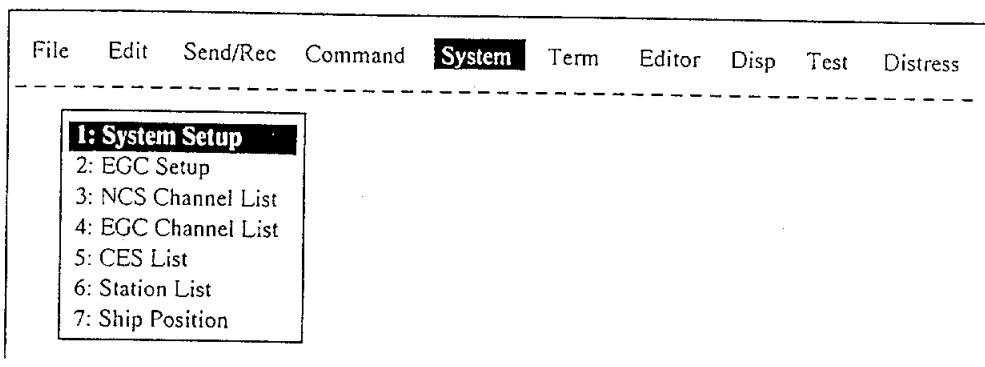 File Edit Send/Rec Command System Term Editor Disp Test Distress
1: System Setup
2: EGC Setup
3: NCS Channel List
4: EGC Channel List
5: CES List
6: Station List
7: Ship Position